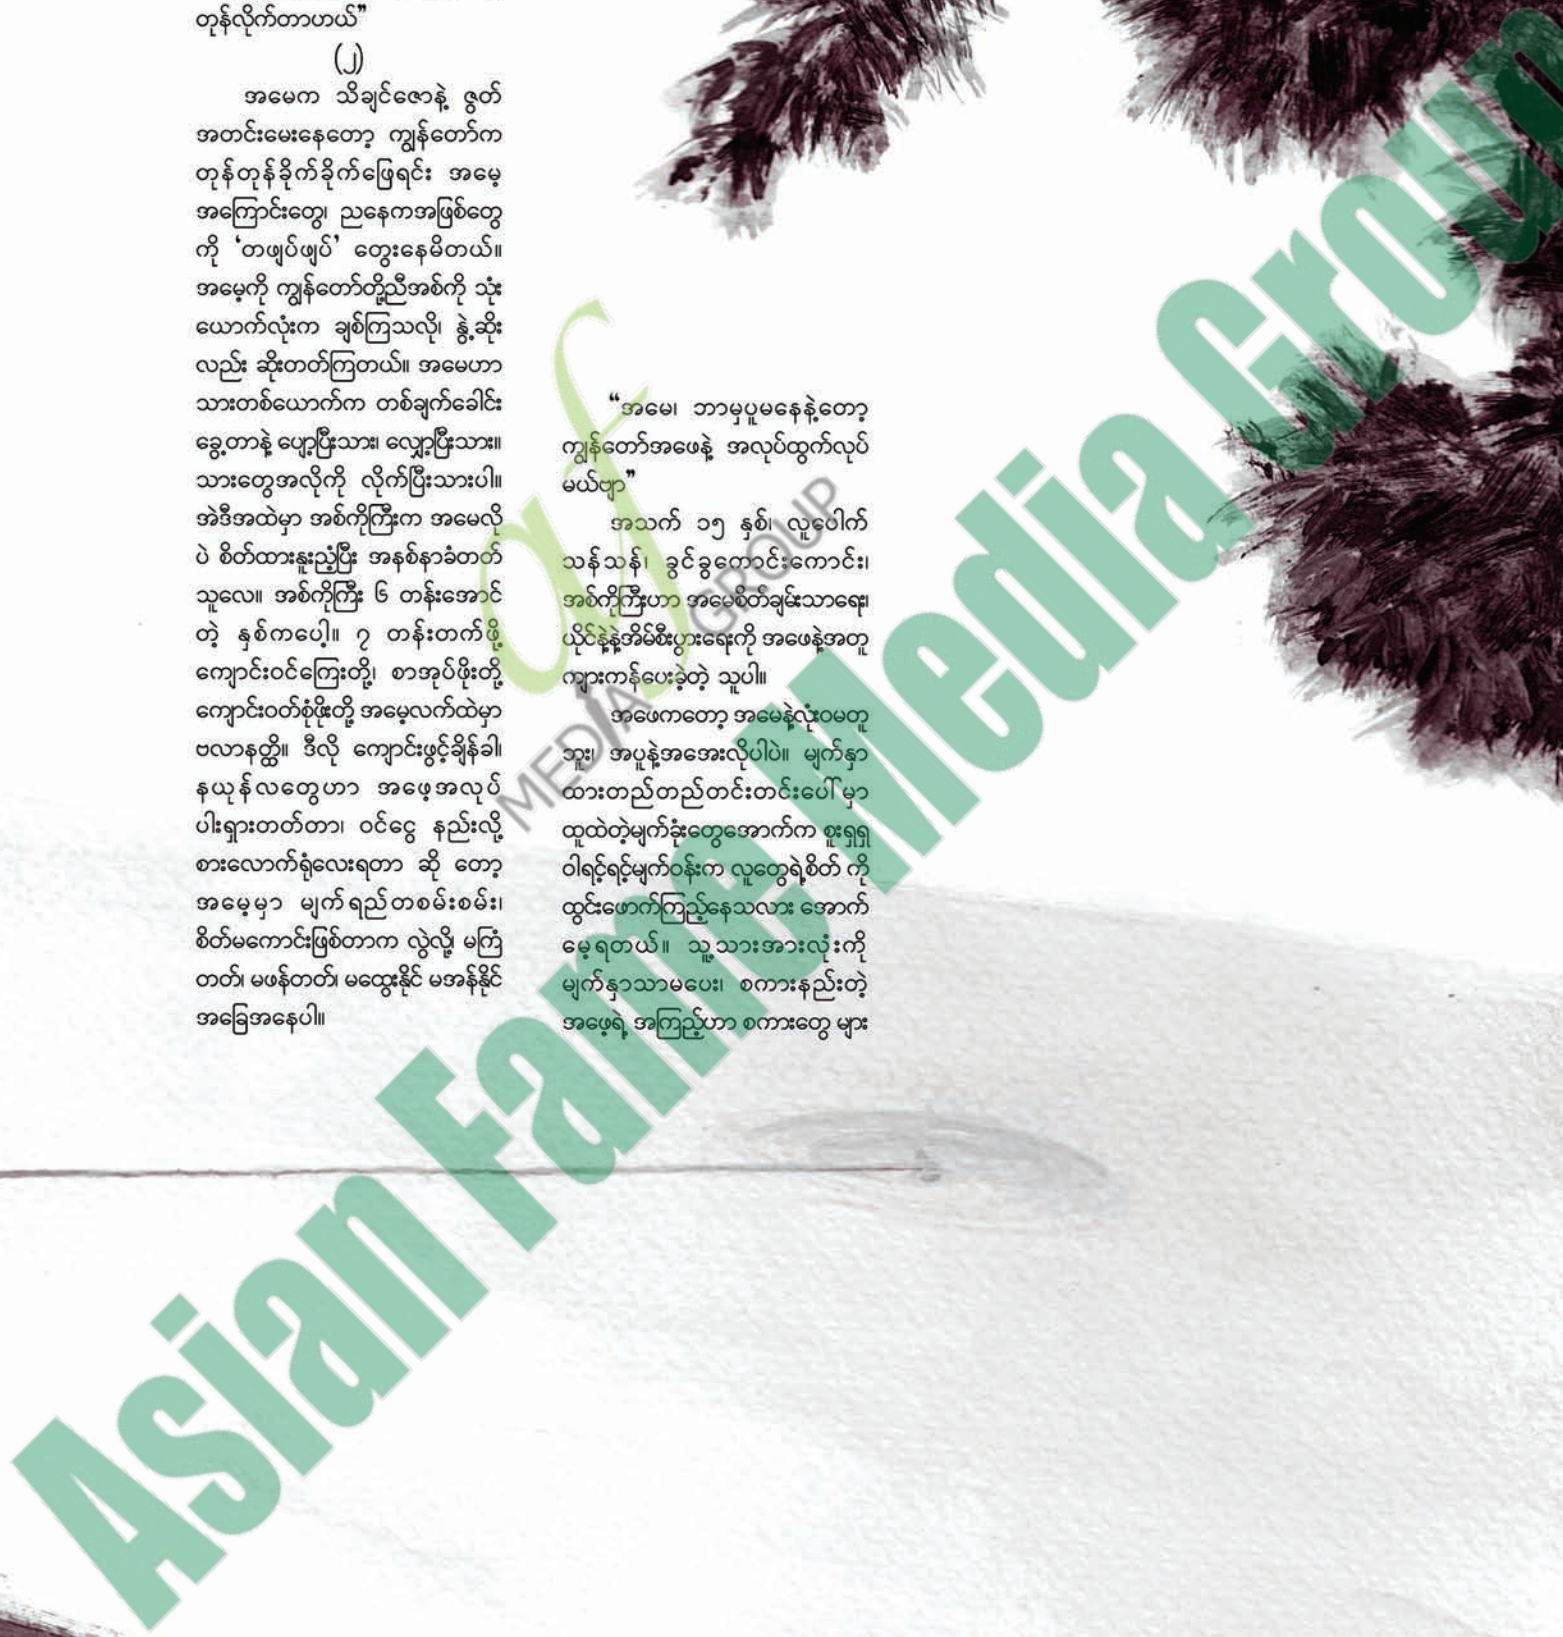 တုန်လိုက်တာဟယ်”
(၂)
အမေက သိချင်ဇောနဲ့ ဇွတ်
အတင်းမေးနေတော့ ကျွန်တော်က
တုန်တုန်ခိုက်ခိုက်ဖြေရင်း အမေ့
အကြောင်းတွေ၊ ညနေကအဖြစ်တွေ
ကို ‘တဖျပ်ဖျပ်’ တွေးနေမိတယ်။
အမေ့ကို ကျွန်တော်တို့ညီအစ်ကို သုံး
ယောက်လုံးက ချစ်ကြသလို၊ နွဲ့ဆိုး
လည်း ဆိုးတတ်ကြတယ်။ အမေဟာ
သားတစ်ယောက်က တစ်ချက်ခေါင်း
ခွေ့တာနဲ့ ပျော့ပြီးသား၊ လျှော့ပြီးသား။
သားတွေအလိုကို လိုက်ပြီးသားပါ။
အဲဒီအထဲမှာ အစ်ကိုကြီးက အမေလို
ပဲ စိတ်ထားနူးညံ့ပြီး အနစ်နာခံတတ်
သူလေ။ အစ်ကိုကြီး ၆ တန်းအောင်
တဲ့ နှစ်ကပေါ့။ ၇ တန်းတက်ဖို့
ကျောင်းဝင်ကြေးတို့၊ စာအုပ်ဖိုးတို့
ကျောင်းဝတ်စုံဖိုးတို့ အမေ့လက်ထဲမှာ
ဗလာနတ္ထိ။ ဒီလို ကျောင်းဖွင့်ချိန်ခါ၊
နယုန်လတွေဟာ အဖေ့အလုပ်
ပါးရှားတတ်တာ၊ ဝင်ငွေ နည်းလို့
စားလောက်ရုံလေးရတာ ဆို တော့
အမေ့မှာ မျက်ရည်တစမ်းစမ်း၊
စိတ်မကောင်းဖြစ်တာက လွဲလို့ မကြံ
တတ်၊ မဖန်တတ်၊ မထွေးနိုင် မအန်နိုင်
အခြေအနေပါ။
“အမေ၊ ဘာမှပူမနေနဲ့တော့
ကျွန်တော်အဖေနဲ့ အလုပ်ထွက်လုပ်
မယ်ဗျာ”
အသက် ၁၅ နှစ်၊ လူပေါက်
သန်သန်၊ ခွင်ခွကောင်းကောင်း၊
အစ်ကိုကြီးဟာ အမေစိတ်ချမ်းသာရေး၊
ယိုင်နဲ့နဲ့အိမ်စီးပွားရေးကို အဖေနဲ့အတူ
ကျားကန်ပေးခဲ့တဲ့ သူပါ။
အဖေကတော့ အမေနဲ့လုံးဝမတူ
ဘူး၊ အပူနဲ့အအေးလိုပါပဲ။ မျက်နှာ
ထားတည်တည်တင်းတင်းပေါ်မှာ
ထူထဲတဲ့မျက်ခုံးတွေအောက်က စူးရှရှ
ဝါရင့်ရင့်မျက်ဝန်းက လူတွေရဲ့စိတ် ကို
ထွင်းဖောက်ကြည့်နေသလား အောက်
မေ့ရတယ်။ သူ့သားအားလုံးကို
မျက်နှာသာမပေး၊ စကားနည်းတဲ့
အဖေ့ရဲ့ အကြည့်ဟာ စကားတွေ များ
af
MEDIA GROUP
Asian Fame Media Group